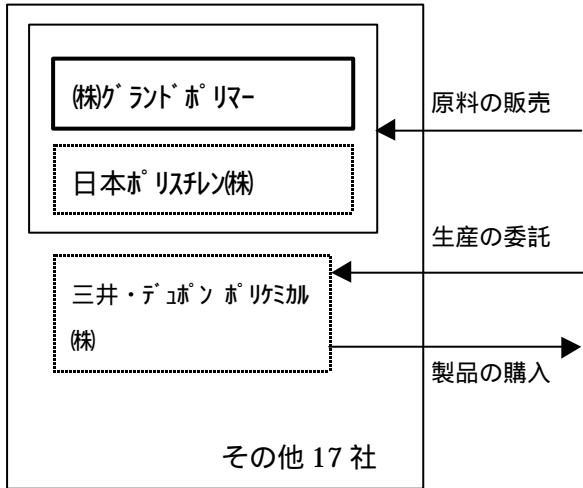 ㈱ｸﾞﾗﾝﾄﾞﾎﾟﾘﾏｰ
原料の販売
日本ﾎﾟﾘｽﾁﾚﾝ㈱
生産の委託
三井・ﾃﾞｭﾎﾟﾝ ﾎﾟﾘｹﾐｶﾙ
㈱
製品の購入
その他 17 社